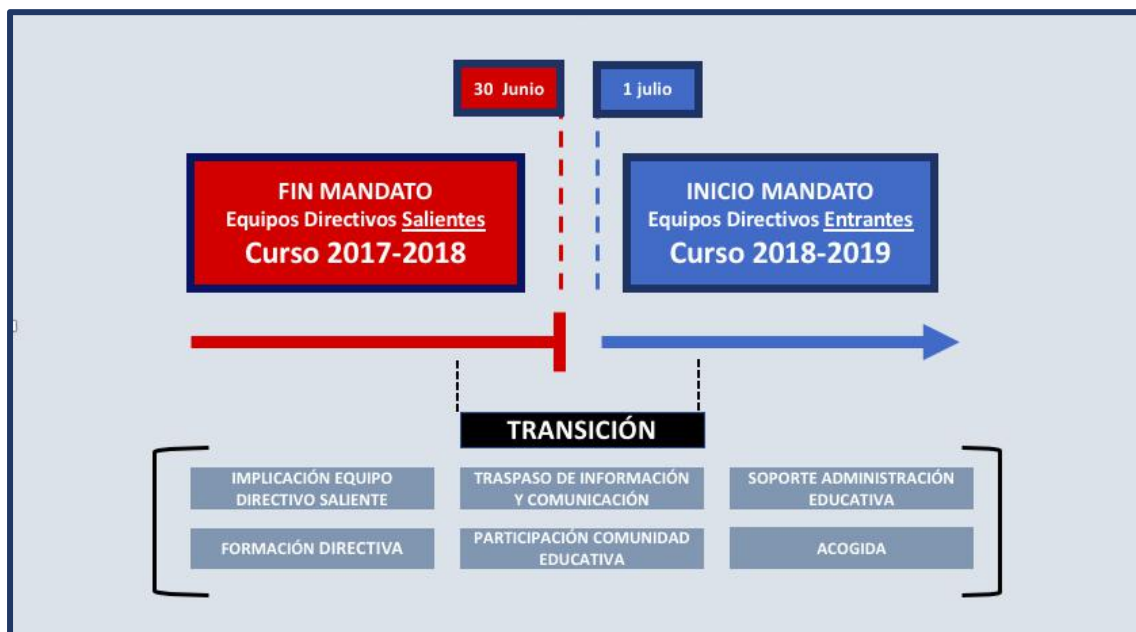 30 Junio
1 julio
FIN MANDATO
Equipos Directivos Salientes
Curso 2017-2018
INICIO MANDATO
Equipos Directivos Entrantes
Curso 2018-2019
TRANSICIÓN
IMPLICACIÓN EQUIPO
DIRECTIVO SALIENTE
TRASPASO DE INFORMACIÓN
Y COMUNICACIÓN
SOPORTE ADMINISTRACIÓN
EDUCATIVA
FORMACIÓN DIRECTIVA
PARTICIPACIÓN COMUNIDAD
EDUCATIVA
ACOGIDA